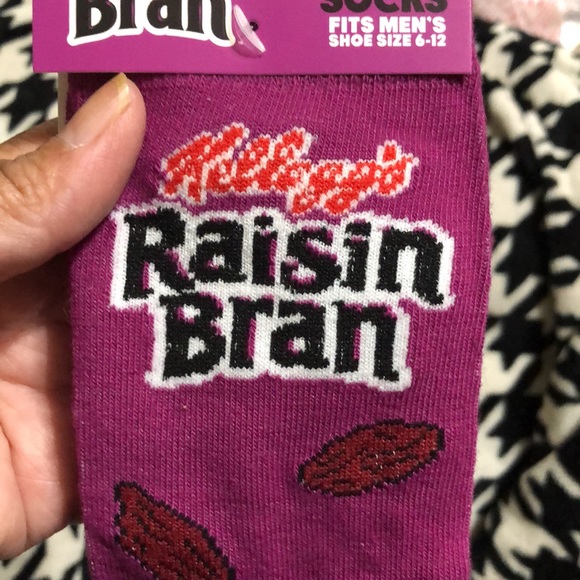 Bran
SOCKS
FITS MEN'S
SHOE SIZE 6-12
Kellogg's
Raisin
Bran